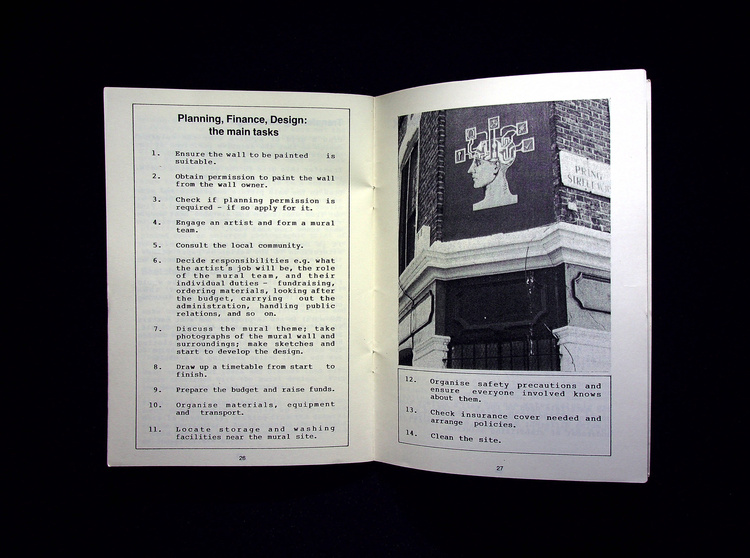 Planning, Finance, Design:
the main tasks
1. Ensure the wall to be painted is
suitable.
2. Obtain permission to paint the wall
from the wall owner.
3. Check if planning permission is
required - if so apply for it.
4. Engage an artist and form a mural
team.
5. Consult the local community.
6. Decide responsibilities e.g. what
the artist's job will be, the role
of the mural team, and their
individual duties - fundraising,
ordering materials, looking after
the budget, carrying out the
administration, handling public
relations, and so on.
7. Discuss the mural theme; take
photographs of the mural wall and
surroundings; make sketches and
start to develop the design.
8. Draw up a timetable from start to
finish.
9. Prepare the budget and raise funds.
10. Organise materials, equipment
and transport.
11. Locate storage and washing
facilities near the mural site.
26
PRING
STREET
12. Organise safety precautions and
ensure everyone involved knows
about them.
13. Check insurance cover needed and
arrange policies.
14. Clean the site.
27